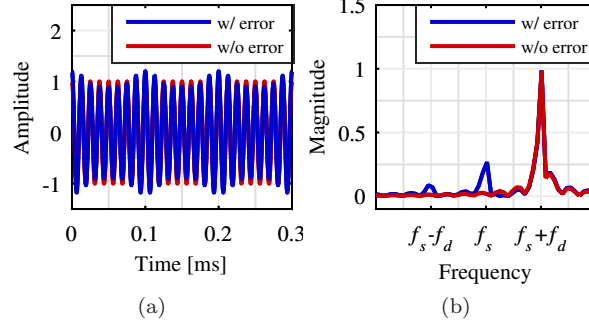 w/ error
w/o error
2
1
0
-1
Amplitude
0
0.1
0.2
0.3
Time [ms]
(a)
w/ error
w/o error
1.5
1
0.5
0
Magnitude
f_s-f_d
f_s
f_s+f_d
Frequency
(b)